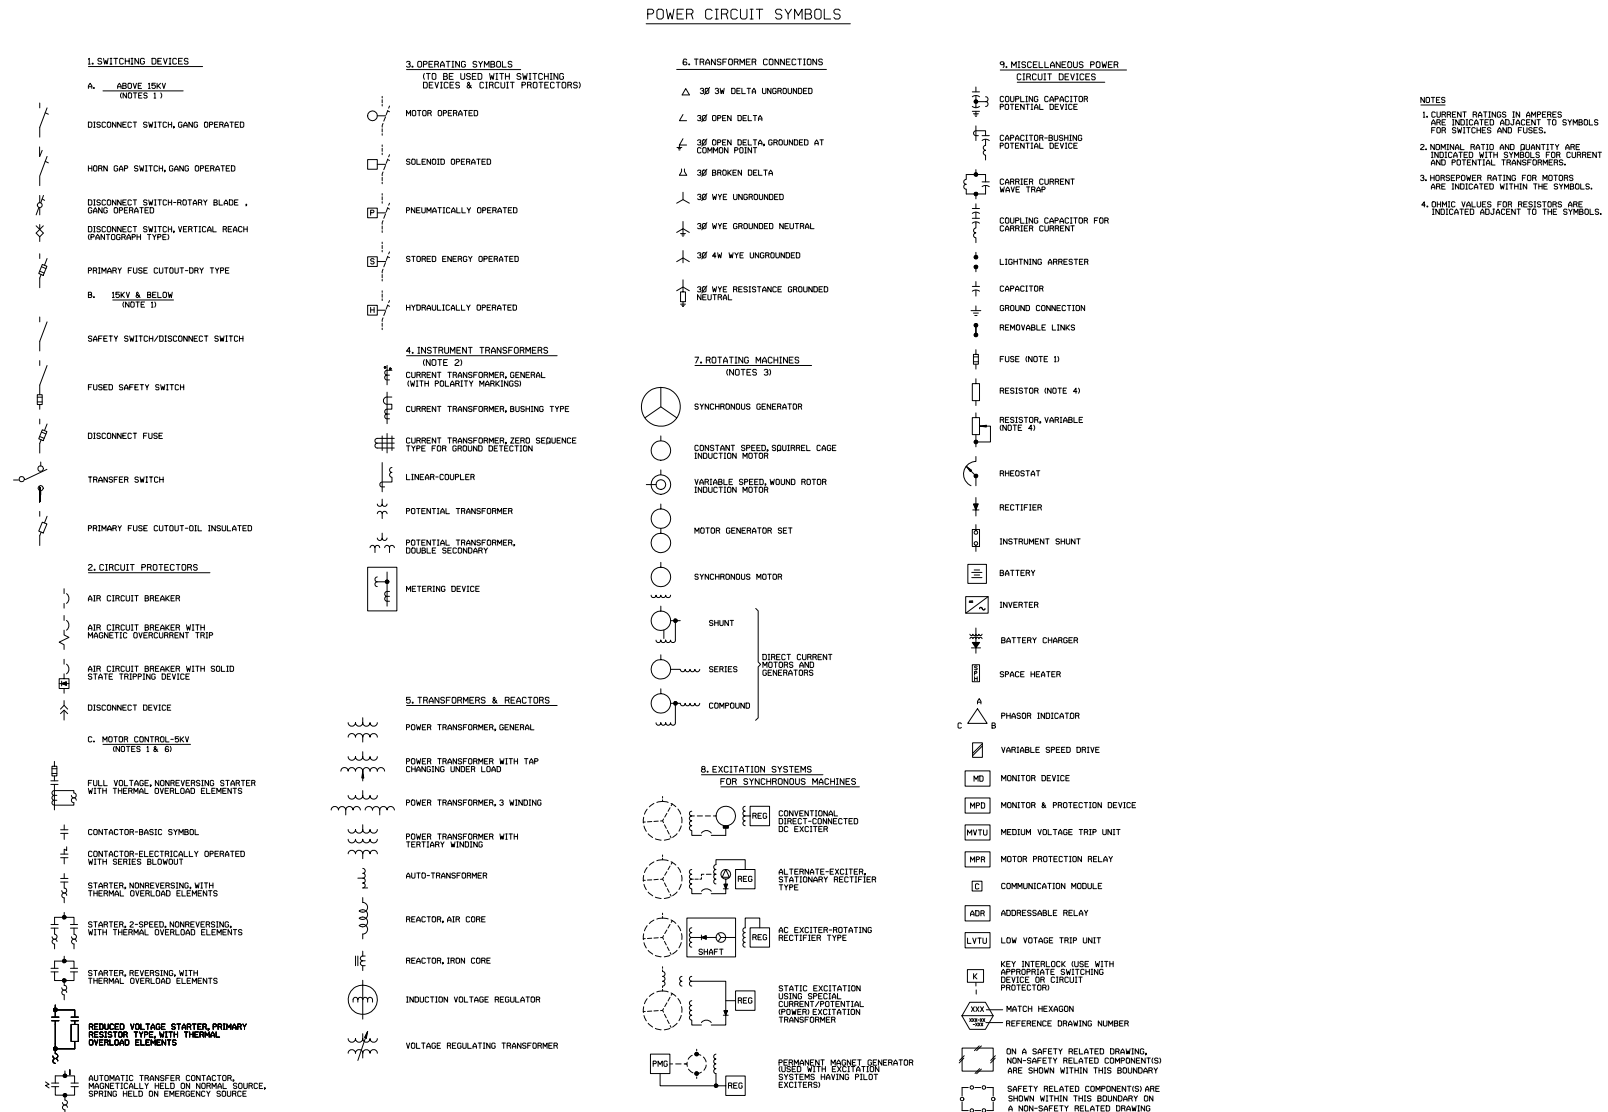 POWER CIRCUIT SYMBOLS
1. SWITCHING DEVICES
A. ABOVE 15KV
(NOTES 1 )
DISCONNECT SWITCH, GANG OPERATED
HORN GAP SWITCH, GANG OPERATED
DISCONNECT SWITCH-ROTARY BLADE .
GANG OPERATED
DISCONNECT SWITCH, VERTICAL REACH
(PANTOGRAPH TYPE)
PRIMARY FUSE CUTOUT-DRY TYPE
B. 15KV & BELOW
(NOTE 1)
SAFETY SWITCH/DISCONNECT SWITCH
FUSED SAFETY SWITCH
DISCONNECT FUSE
TRANSFER SWITCH
PRIMARY FUSE CUTOUT-OIL INSULATED
2. CIRCUIT PROTECTORS
AIR CIRCUIT BREAKER
AIR CIRCUIT BREAKER WITH
MAGNETIC OVERCURRENT TRIP
AIR CIRCUIT BREAKER WITH SOLID
STATE TRIPPING DEVICE
DISCONNECT DEVICE
C. MOTOR CONTROL-5KV
(NOTES 1 & 6)
FULL VOLTAGE, NONREVERSING STARTER
WITH THERMAL OVERLOAD ELEMENTS
CONTACTOR-BASIC SYMBOL
CONTACTOR-ELECTRICALLY OPERATED
WITH SERIES BLOWOUT
STARTER, NONREVERSING, WITH
THERMAL OVERLOAD ELEMENTS
STARTER, 2-SPEED, NONREVERSING,
WITH THERMAL OVERLOAD ELEMENTS
STARTER, REVERSING, WITH
THERMAL OVERLOAD ELEMENTS
REDUCED VOLTAGE STARTER, PRIMARY
RESISTOR TYPE, WITH THERMAL
OVERLOAD ELEMENTS
AUTOMATIC TRANSFER CONTACTOR,
MAGNETICALLY HELD ON NORMAL SOURCE,
SPRING HELD ON EMERGENCY SOURCE
3. OPERATING SYMBOLS
(TO BE USED WITH SWITCHING
DEVICES & CIRCUIT PROTECTORS)
MOTOR OPERATED
SOLENOID OPERATED
P PNEUMATICALLY OPERATED
S STORED ENERGY OPERATED
H HYDRAULICALLY OPERATED
4. INSTRUMENT TRANSFORMERS
(NOTE 2)
CURRENT TRANSFORMER, GENERAL
(WITH POLARITY MARKINGS)
CURRENT TRANSFORMER, BUSHING TYPE
CURRENT TRANSFORMER, ZERO SEQUENCE
TYPE FOR GROUND DETECTION
LINEAR-COUPLER
POTENTIAL TRANSFORMER
POTENTIAL TRANSFORMER,
DOUBLE SECONDARY
METERING DEVICE
5. TRANSFORMERS & REACTORS
POWER TRANSFORMER, GENERAL
POWER TRANSFORMER WITH TAP
CHANGING UNDER LOAD
POWER TRANSFORMER, 3 WINDING
POWER TRANSFORMER WITH
TERTIARY WINDING
AUTO-TRANSFORMER
REACTOR, AIR CORE
REACTOR, IRON CORE
INDUCTION VOLTAGE REGULATOR
VOLTAGE REGULATING TRANSFORMER
6. TRANSFORMER CONNECTIONS
3Ø 3W DELTA UNGROUNDED
3Ø OPEN DELTA
3Ø OPEN DELTA, GROUNDED AT
COMMON POINT
3Ø BROKEN DELTA
3Ø WYE UNGROUNDED
3Ø WYE GROUNDED NEUTRAL
3Ø 4W WYE UNGROUNDED
3Ø WYE RESISTANCE GROUNDED
NEUTRAL
7. ROTATING MACHINES
(NOTES 3)
SYNCHRONOUS GENERATOR
CONSTANT SPEED, SQUIRREL CAGE
INDUCTION MOTOR
VARIABLE SPEED, WOUND ROTOR
INDUCTION MOTOR
MOTOR GENERATOR SET
SYNCHRONOUS MOTOR
SHUNT
SERIES
COMPOUND
DIRECT CURRENT
MOTORS AND
GENERATORS
8. EXCITATION SYSTEMS
FOR SYNCHRONOUS MACHINES
REG
CONVENTIONAL
DIRECT-CONNECTED
DC EXCITER
REG
ALTERNATE-EXCITER,
STATIONARY RECTIFIER
TYPE
SHAFT
REG
AC EXCITER-ROTATING
RECTIFIER TYPE
REG
STATIC EXCITATION
USING SPECIAL
CURRENT/POTENTIAL
(POWER) EXCITATION
TRANSFORMER
PMG
REG
PERMANENT MAGNET GENERATOR
(USED WITH EXCITATION
SYSTEMS HAVING PILOT
EXCITERS)
9. MISCELLANEOUS POWER
CIRCUIT DEVICES
COUPLING CAPACITOR
POTENTIAL DEVICE
CAPACITOR-BUSHING
POTENTIAL DEVICE
CARRIER CURRENT
WAVE TRAP
COUPLING CAPACITOR FOR
CARRIER CURRENT
LIGHTNING ARRESTER
CAPACITOR
GROUND CONNECTION
REMOVABLE LINKS
FUSE (NOTE 1)
RESISTOR (NOTE 4)
RESISTOR, VARIABLE
(NOTE 4)
RHEOSTAT
RECTIFIER
INSTRUMENT SHUNT
BATTERY
INVERTER
BATTERY CHARGER
SPACE HEATER
A
C B
PHASOR INDICATOR
VARIABLE SPEED DRIVE
MD MONITOR DEVICE
MPD MONITOR & PROTECTION DEVICE
MVTU MEDIUM VOLTAGE TRIP UNIT
MPR MOTOR PROTECTION RELAY
C COMMUNICATION MODULE
ADR ADDRESSABLE RELAY
LVTU LOW VOTAGE TRIP UNIT
K
KEY INTERLOCK (USE WITH
APPROPRIATE SWITCHING
DEVICE OR CIRCUIT
PROTECTOR)
XXX MATCH HEXAGON
XXX-XX
-XXX
REFERENCE DRAWING NUMBER
ON A SAFETY RELATED DRAWING,
NON-SAFETY RELATED COMPONENT(S)
ARE SHOWN WITHIN THIS BOUNDARY
SAFETY RELATED COMPONENT(S) ARE
SHOWN WITHIN THIS BOUNDARY ON
A NON-SAFETY RELATED DRAWING
NOTES
1. CURRENT RATINGS IN AMPERES
ARE INDICATED ADJACENT TO SYMBOLS
FOR SWITCHES AND FUSES.
2. NOMINAL RATIO AND QUANTITY ARE
INDICATED WITH SYMBOLS FOR CURRENT
AND POTENTIAL TRANSFORMERS.
3. HORSEPOWER RATING FOR MOTORS
ARE INDICATED WITHIN THE SYMBOLS.
4. OHMIC VALUES FOR RESISTORS ARE
INDICATED ADJACENT TO THE SYMBOLS.